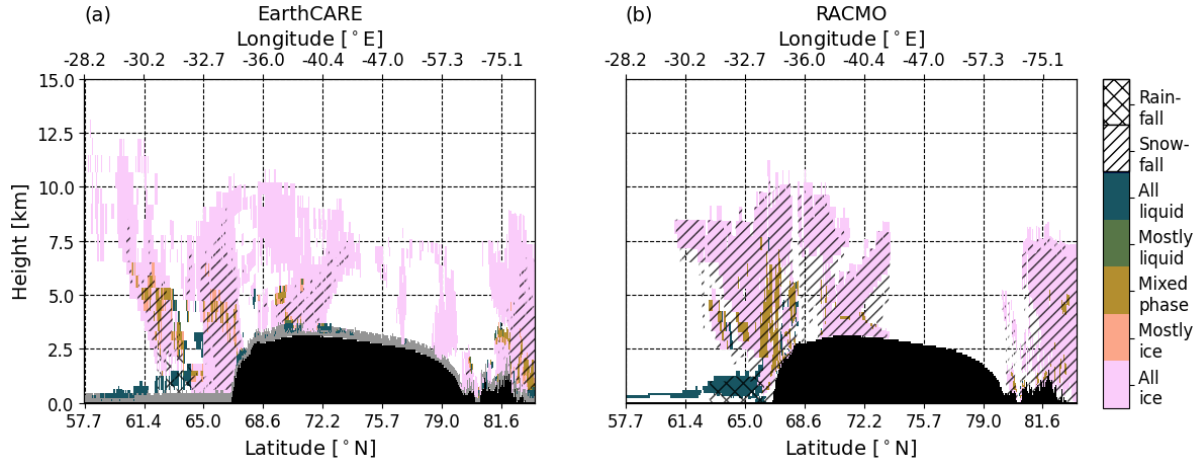 (a)
EarthCARE
Longitude [°E]
-28.2 -30.2 -32.7 -36.0 -40.4 -47.0 -57.3 -75.1
15.0
12.5
10.0
7.5
5.0
2.5
0.0
Height [km]
57.7 61.4 65.0 68.6 72.2 75.7 79.2 81.6
Latitude [°N]
(b)
RACMO
Longitude [°E]
-28.2 -30.2 -32.7 -36.0 -40.4 -47.0 -57.3 -75.1
57.7 61.4 65.0 68.6 72.2 75.7 79.2 81.6
Latitude [°N]
Rain-
fall
Snow-
fall
All
liquid
Mostly
liquid
Mixed
phase
Mostly
ice
All
ice